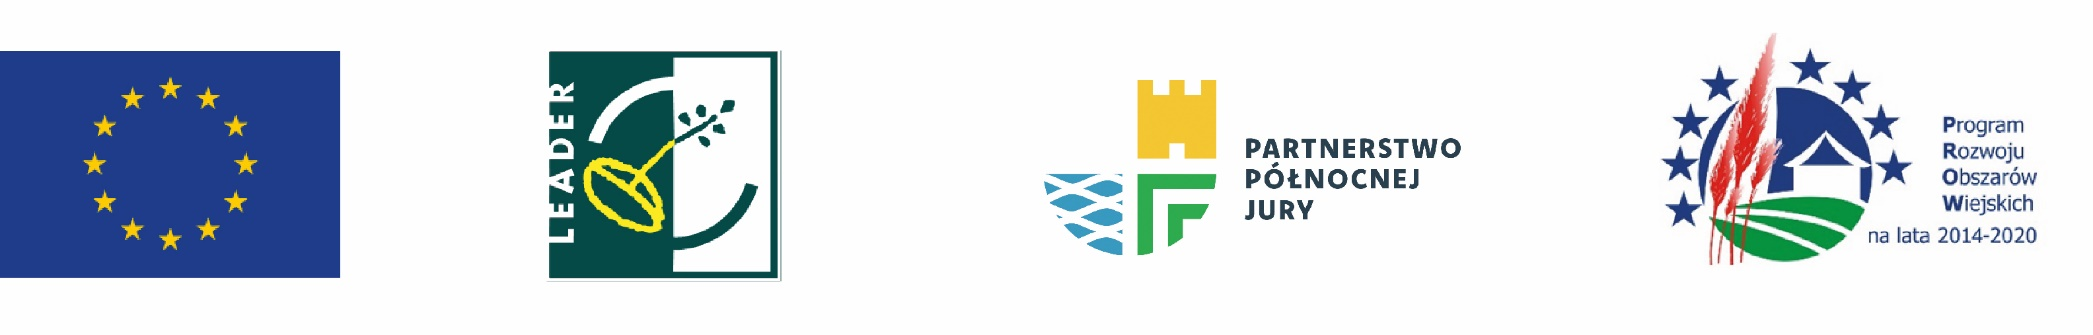 LEADER
PARTNERSTWO
PÓŁNOCNEJ
JURY
Program
Rozwoju
Obszarów
Wiejskich
na lata 2014-2020